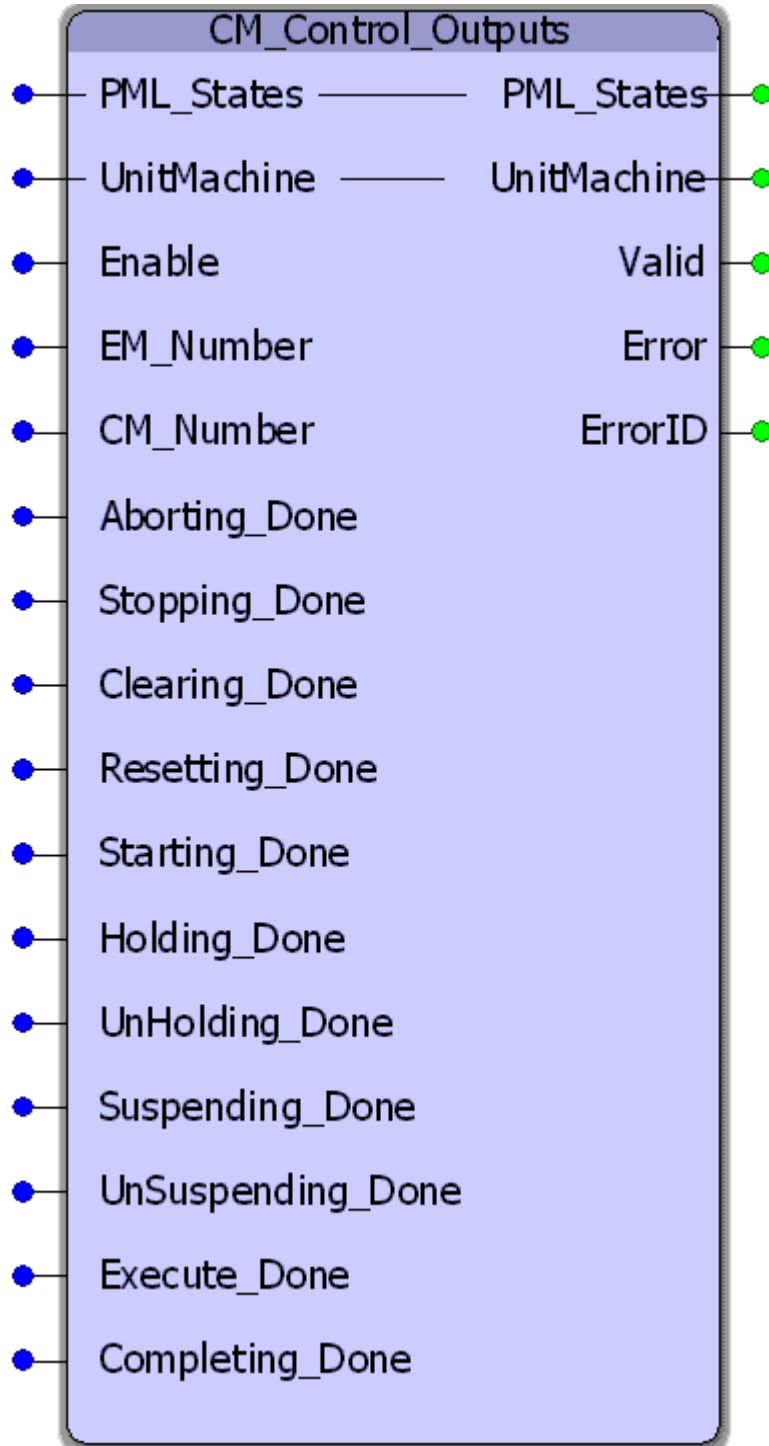 CM_Control_Outputs
PML_States PML_States
UnitMachine UnitMachine
Enable Valid
EM_Number Error
CM_Number ErrorID
Aborting_Done
Stopping_Done
Clearing_Done
Resetting_Done
Starting_Done
Holding_Done
UnHolding_Done
Suspending_Done
UnSuspending_Done
Execute_Done
Completing_Done